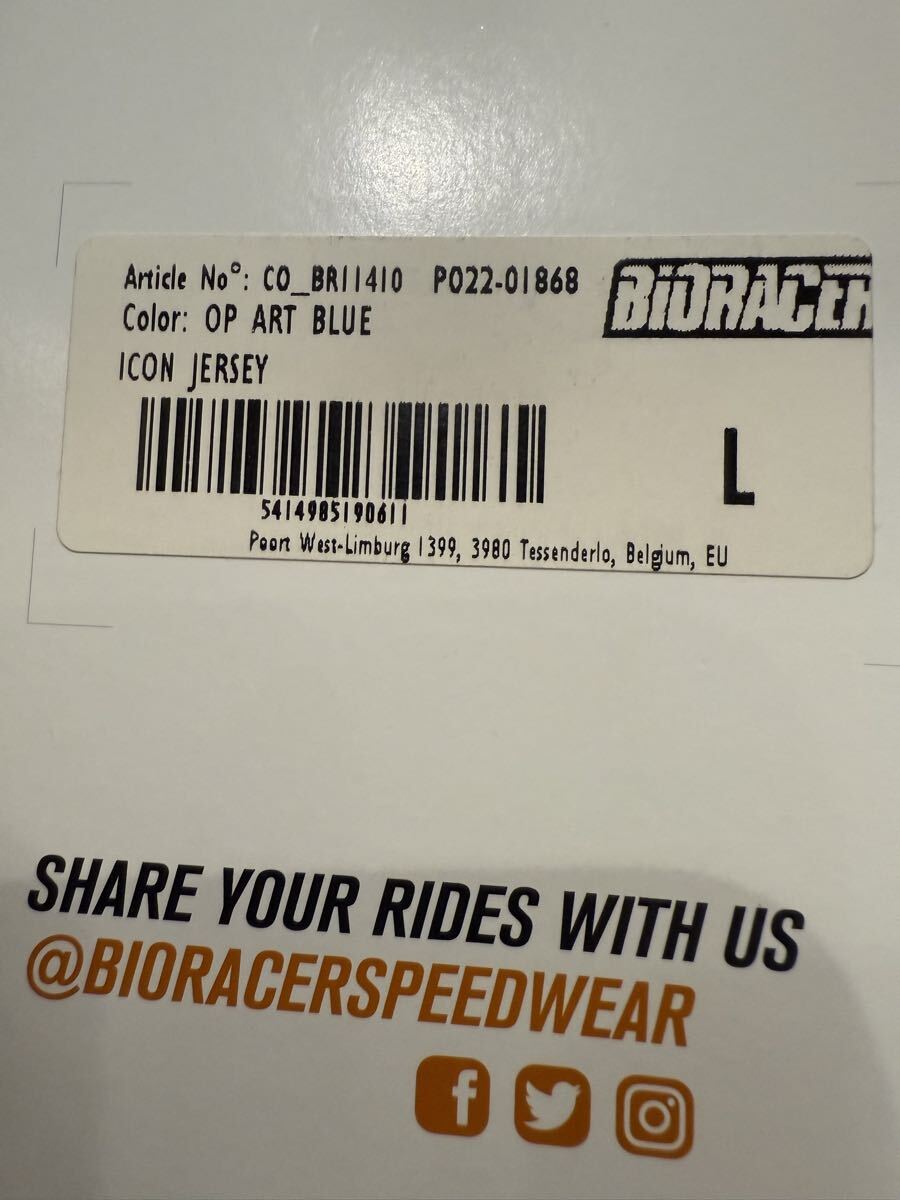 Article No°: CO_BR11410 PO22-01868
BiORACER
Color: OP ART BLUE
ICON JERSEY
L
5414985190611
Poort West-Limburg 1399, 3980 Tessenderlo, Belgium, EU
SHARE YOUR RIDES WITH US
@BIORACERSPEEDWEAR